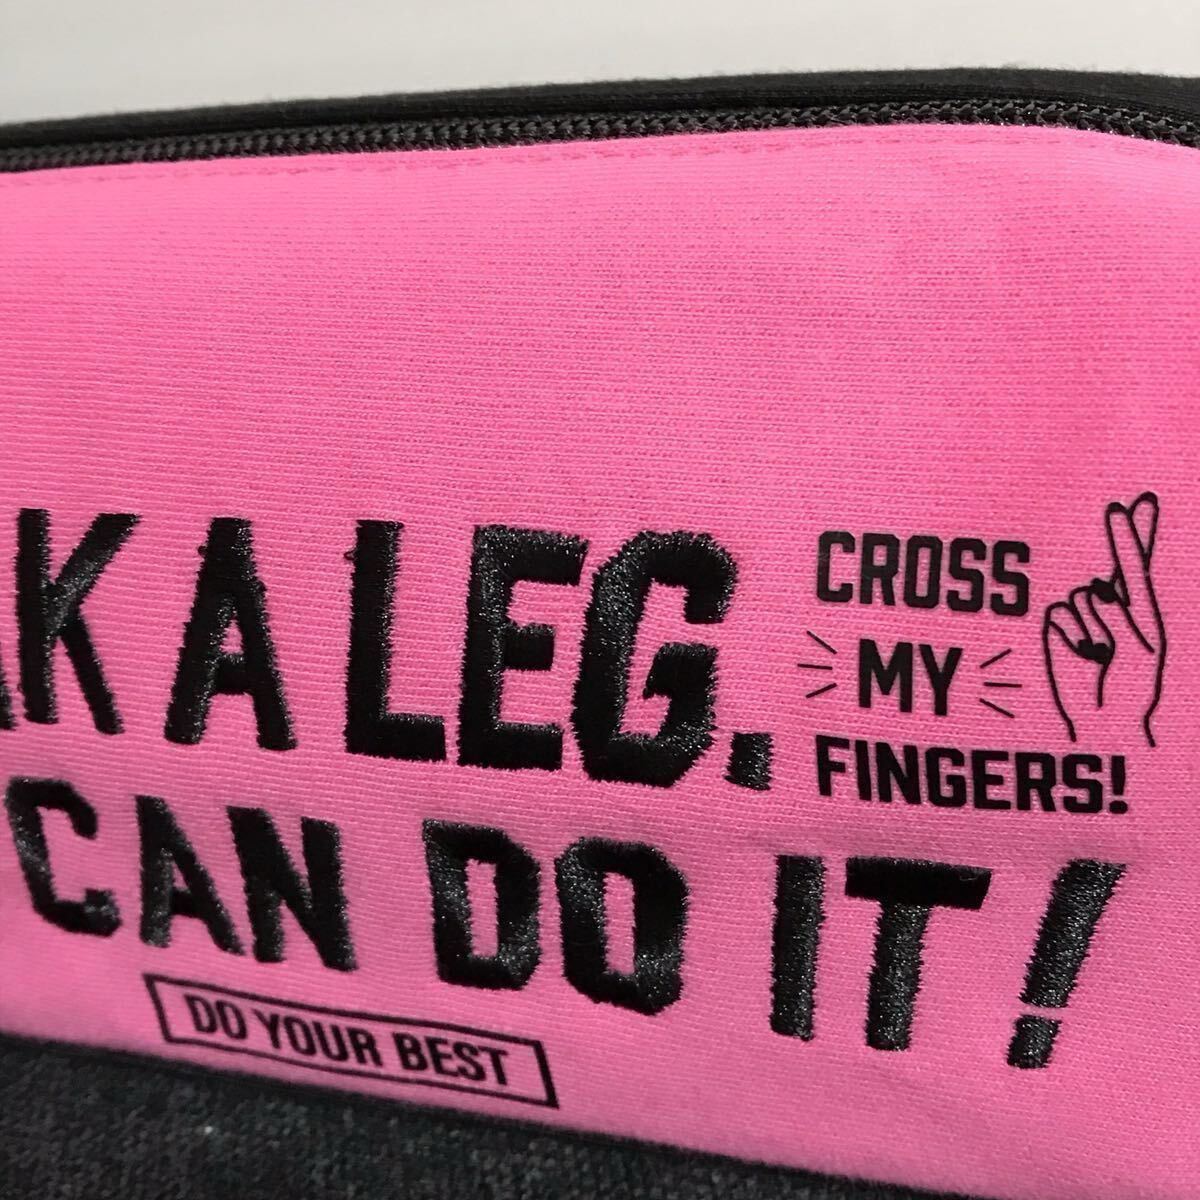 AK A LEG.
CROSS
MY
FINGERS!
CAN DO IT!
DO YOUR BEST